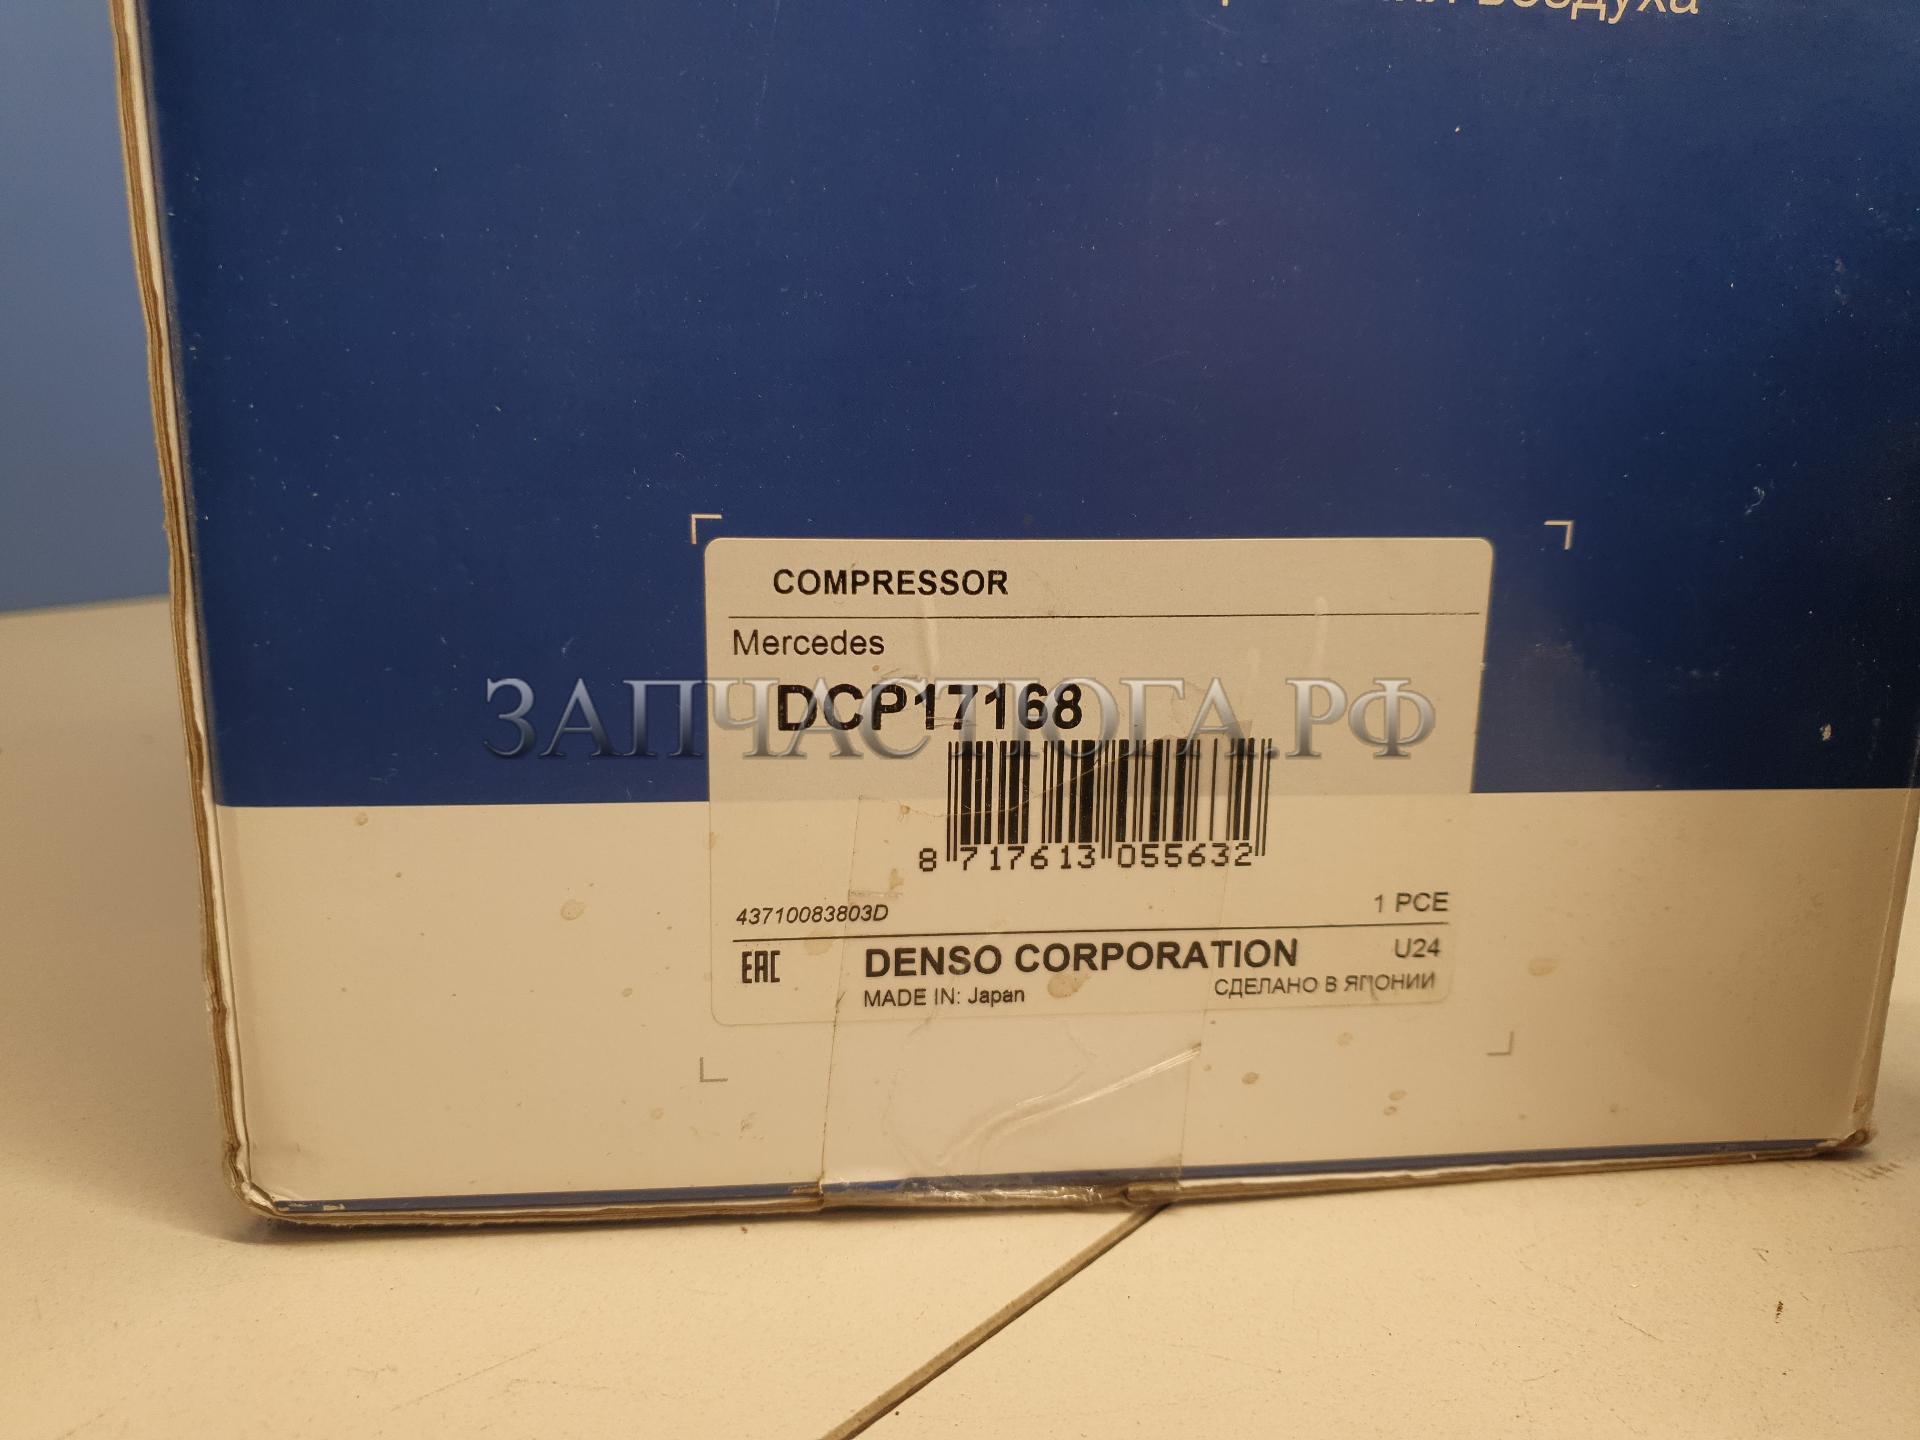 воздуха
COMPRESSOR
Mercedes
DCP17168
ЗАПЧАСТЮГА.РФ
8 717613 055632
43710083803D
1 PCE
EAC
DENSO CORPORATION
U24
MADE IN: Japan
СДЕЛАНО В ЯПОНИИ